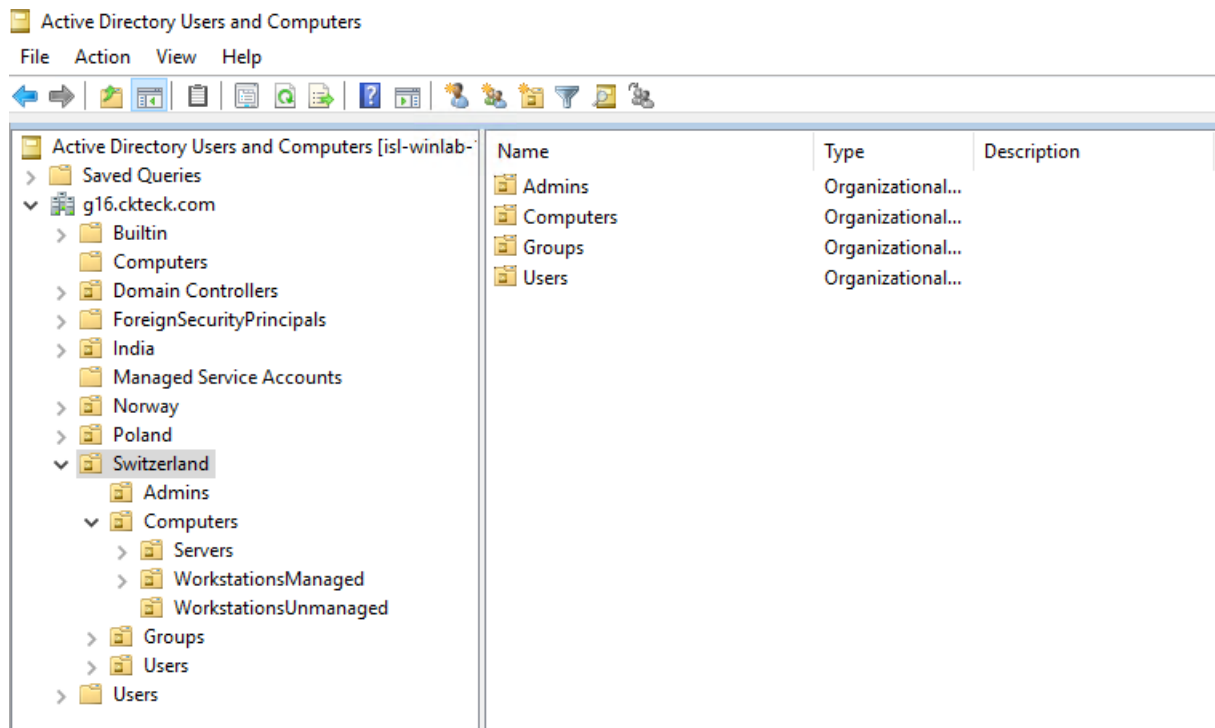 Active Directory Users and Computers
File Action View Help
Active Directory Users and Computers [isl-winlab-
Saved Queries
g16.ckteck.com
Builtin
Computers
Domain Controllers
ForeignSecurityPrincipals
India
Managed Service Accounts
Norway
Poland
Switzerland
Admins
Computers
Servers
WorkstationsManaged
WorkstationsUnmanaged
Groups
Users
Users
Name Type Description
Admins Organizational...
Computers Organizational...
Groups Organizational...
Users Organizational...